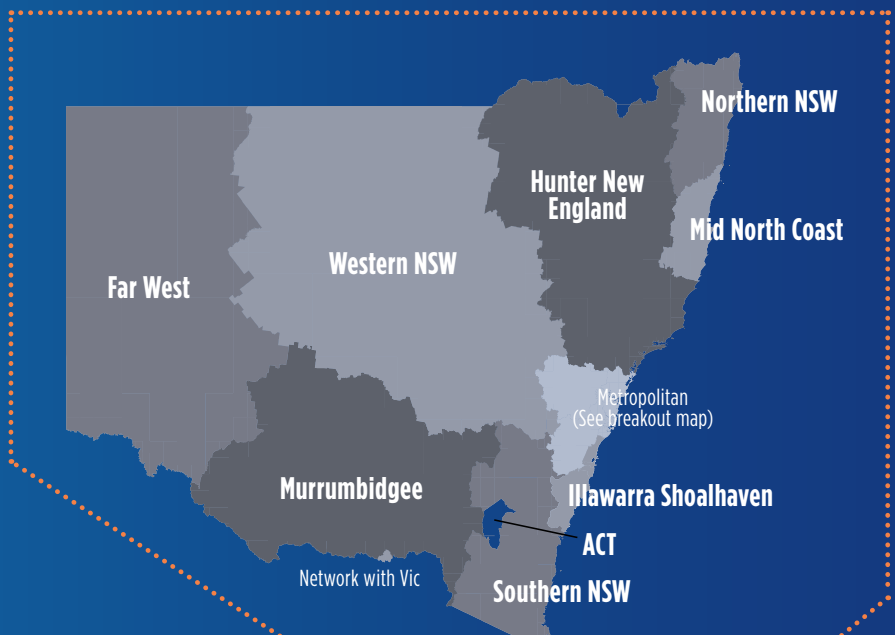 Northern NSW
Hunter New
England
Mid North Coast
Western NSW
Far West
Metropolitan
(See breakout map)
Murrumbidgee
Illawarra Shoalhaven
ACT
Network with Vic
Southern NSW